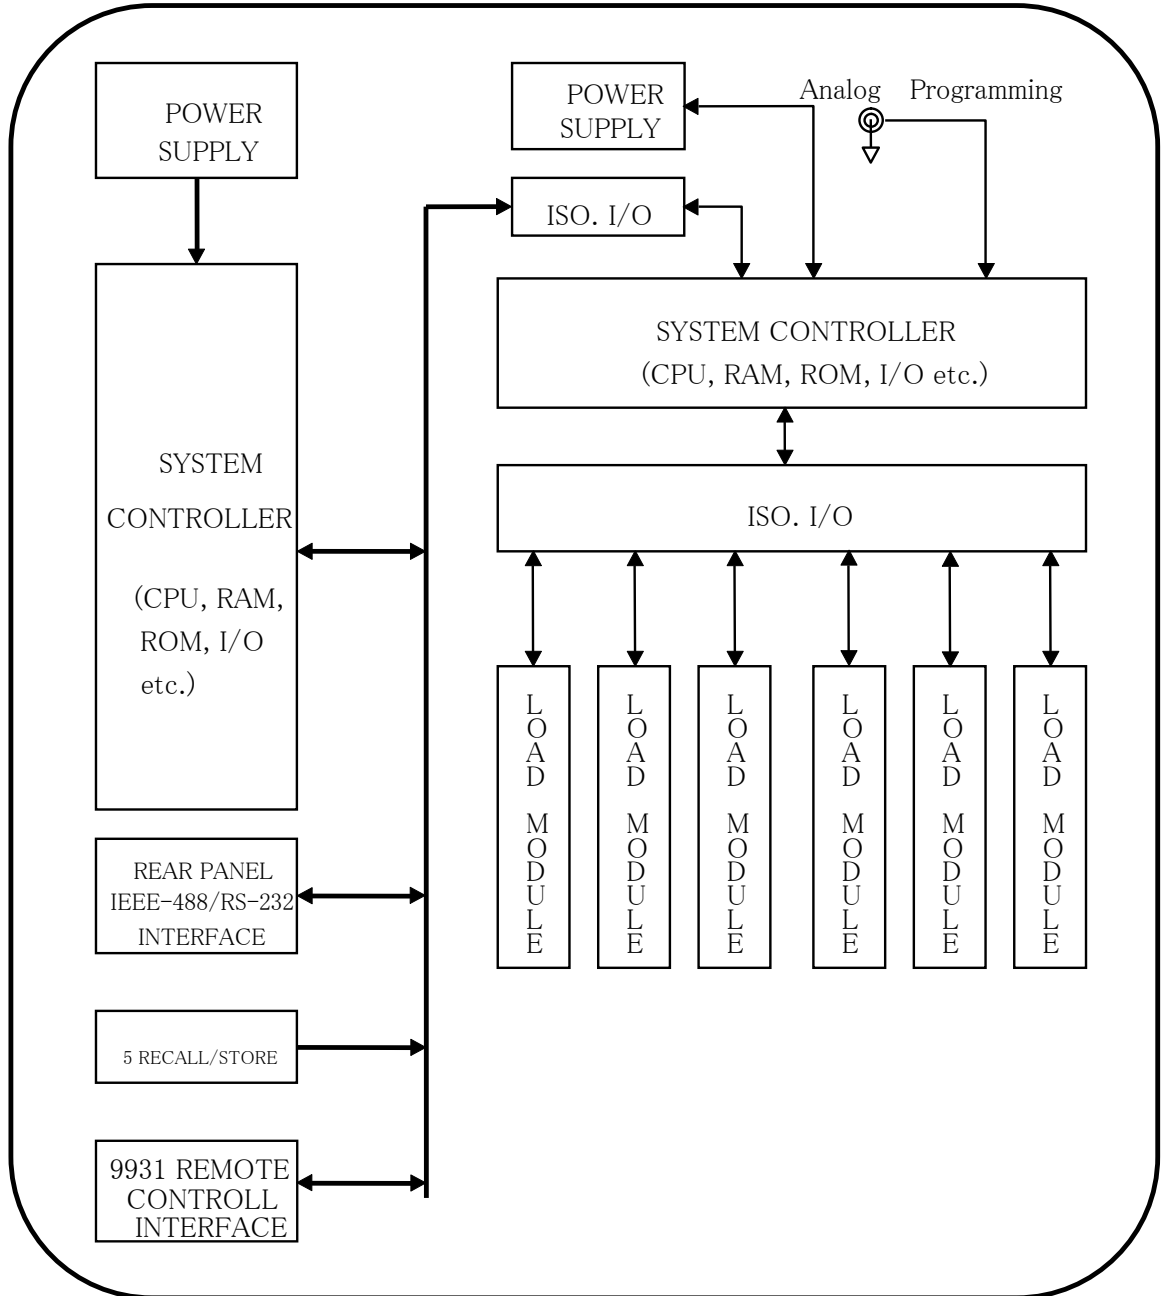 POWER
SUPPLY
SYSTEM
CONTROLLER
(CPU, RAM,
ROM, I/O
etc.)
REAR PANEL
IEEE-488/RS-232
INTERFACE
5 RECALL/STORE
9931 REMOTE
CONTROLL
INTERFACE
POWER
SUPPLY
Analog Programming
ISO. I/O
SYSTEM CONTROLLER
(CPU, RAM, ROM, I/O etc.)
ISO. I/O
LOAD MODULE
LOAD MODULE
LOAD MODULE
LOAD MODULE
LOAD MODULE
LOAD MODULE